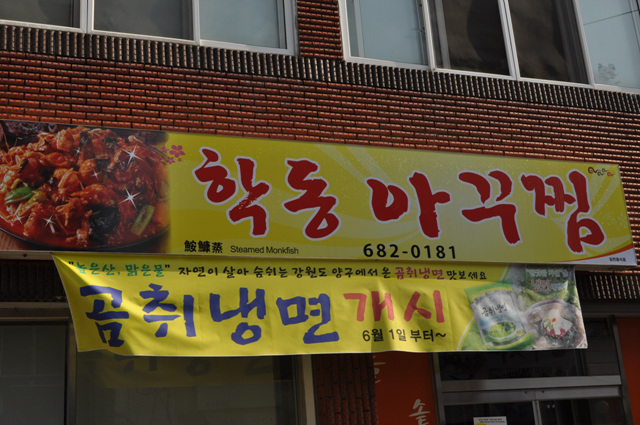 학동 아꾸찜
鮟鱇蒸 Steamed Monkfish 682-0181
"높은산, 맑은물" 자연이 살아 숨쉬는 강원도 양구에서 온 곰취냉면 맛보세요
곰취냉면 개시
6월 1일 부터~